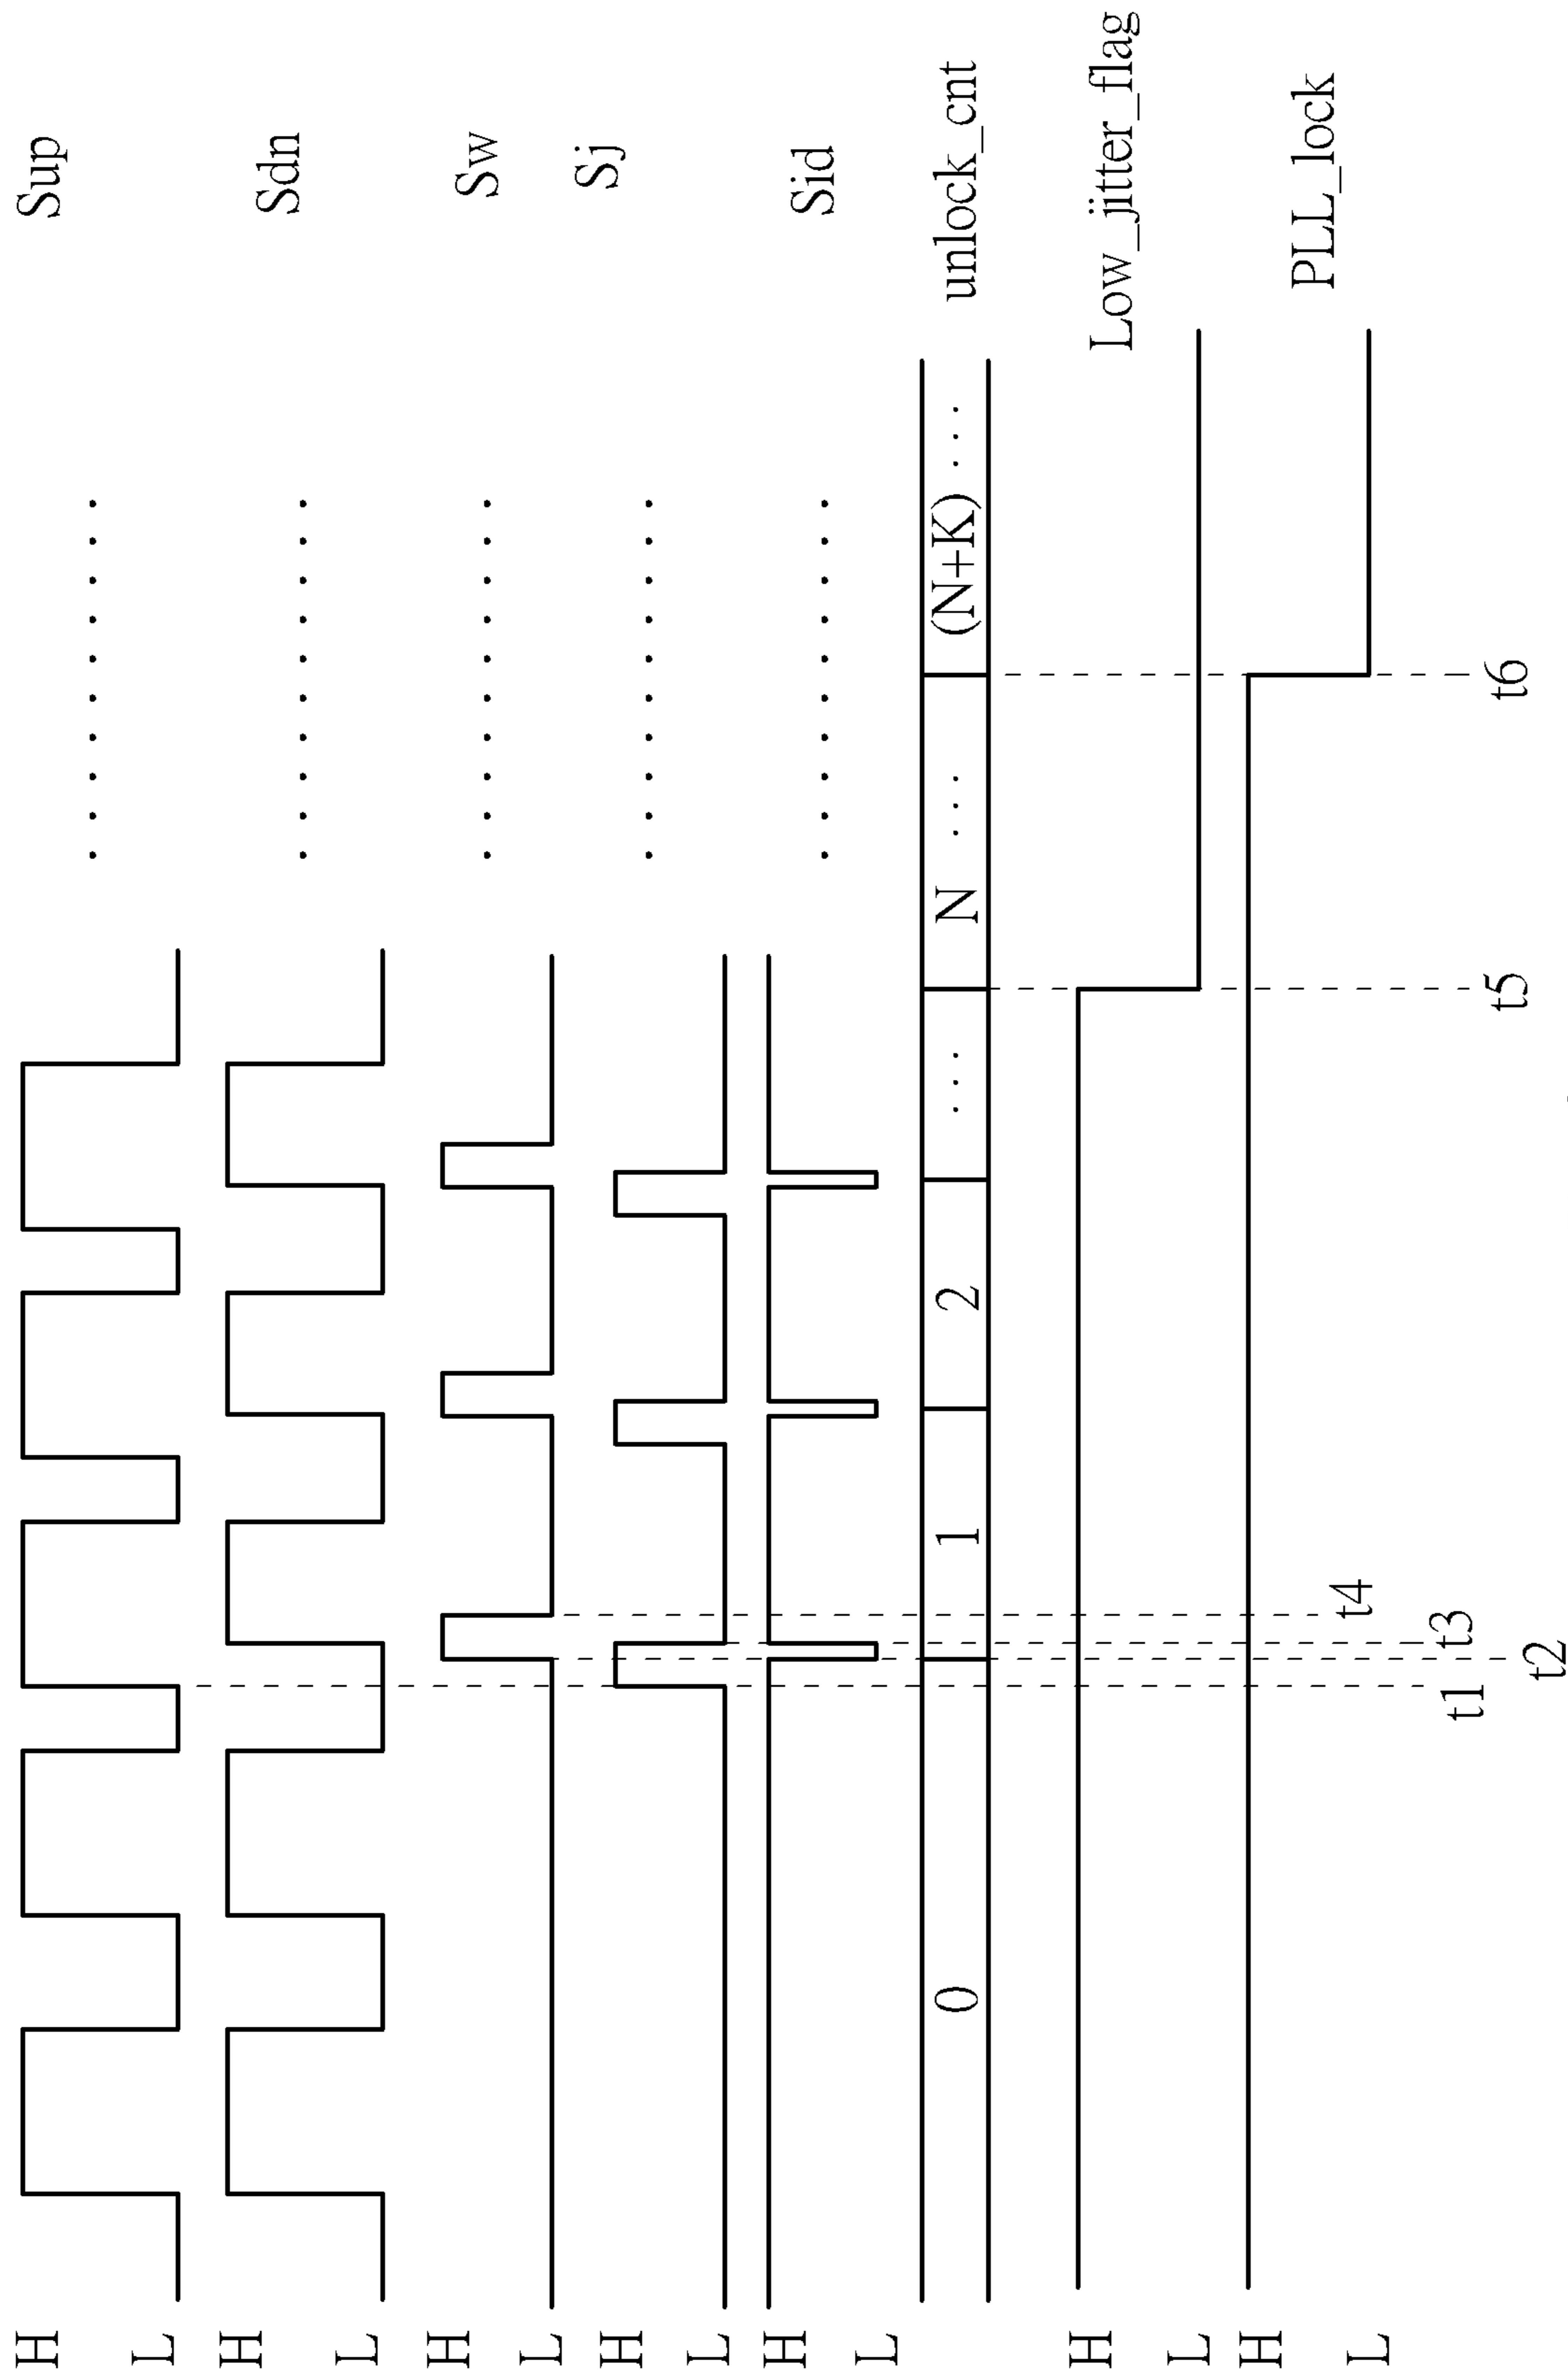 H
L
Sup
H
L
Sdn
H
L
Sw
H
L
Sj
H
L
Sid
0 1 2 ... N ... (N+K) ...
unlock_cnt
H
L
Low_jitter_flag
H
L
PLL_lock
t1
t2
t3
t4
t5
t6